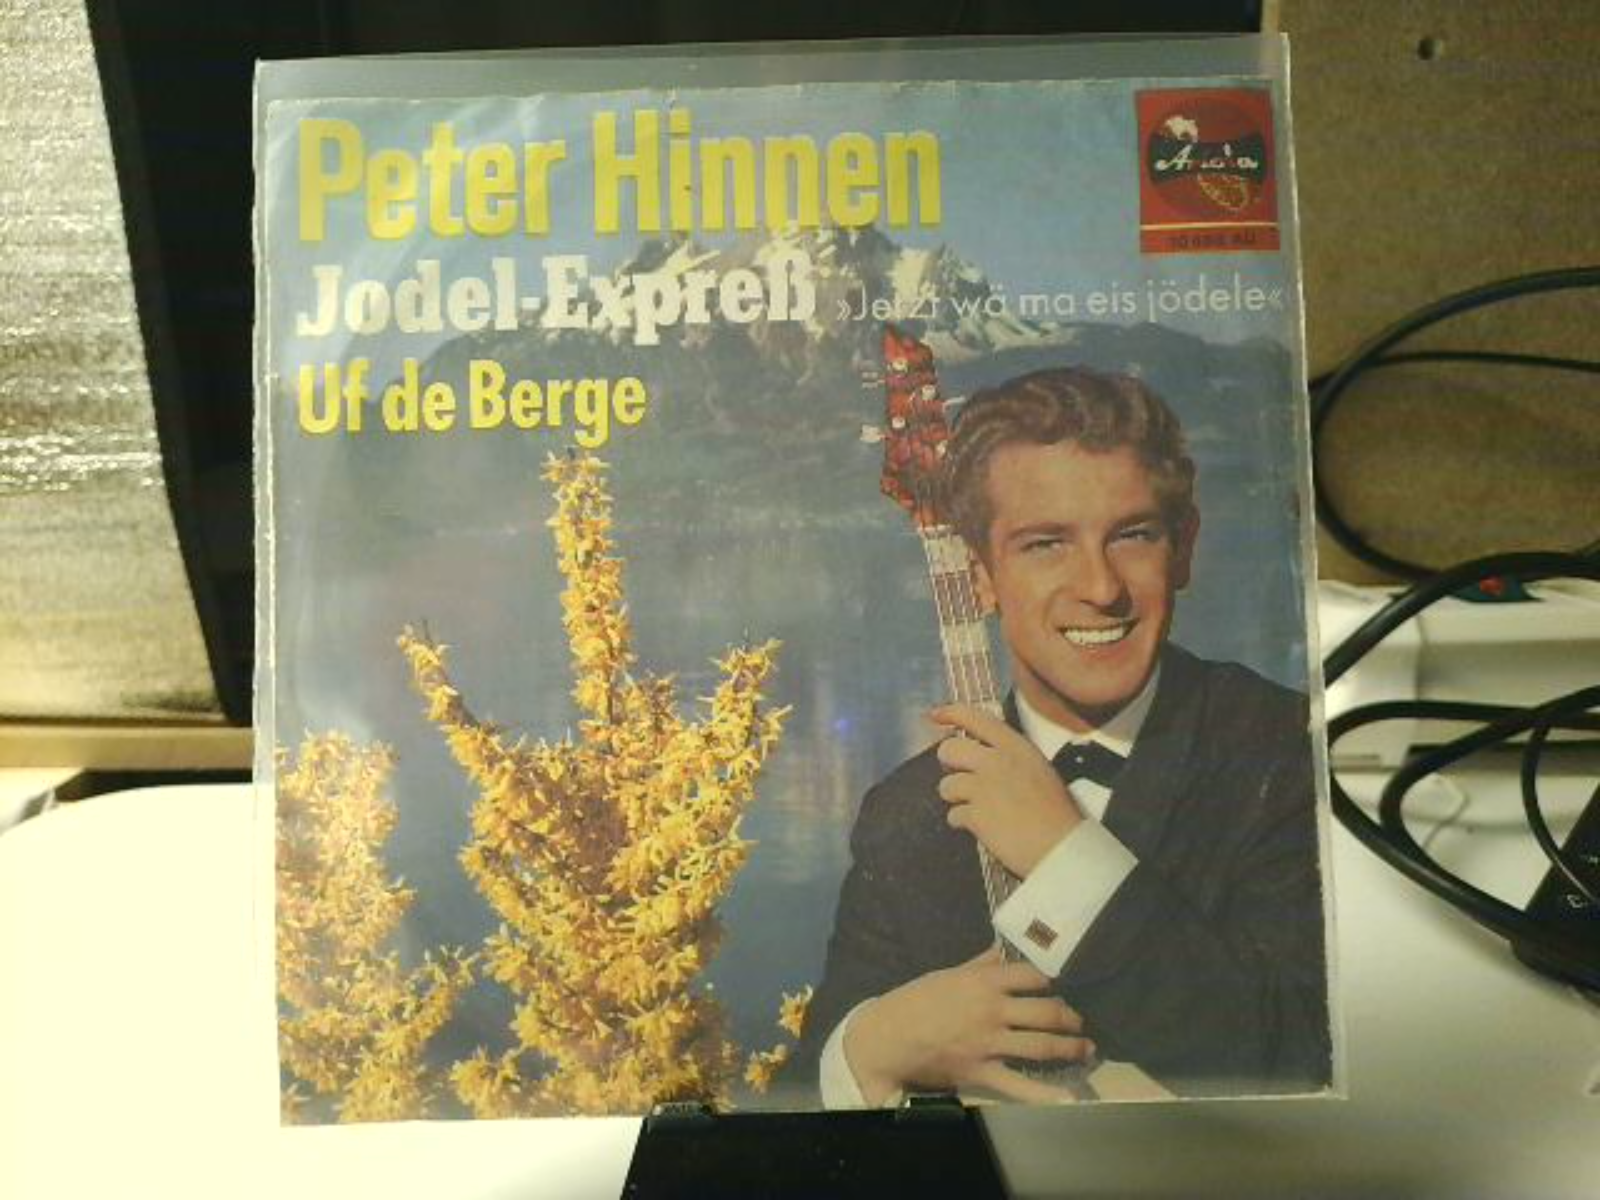 Peter Hinnen
Jodel-Expreß »Jetzt wä ma eis jödele«
Uf de Berge
Ariola